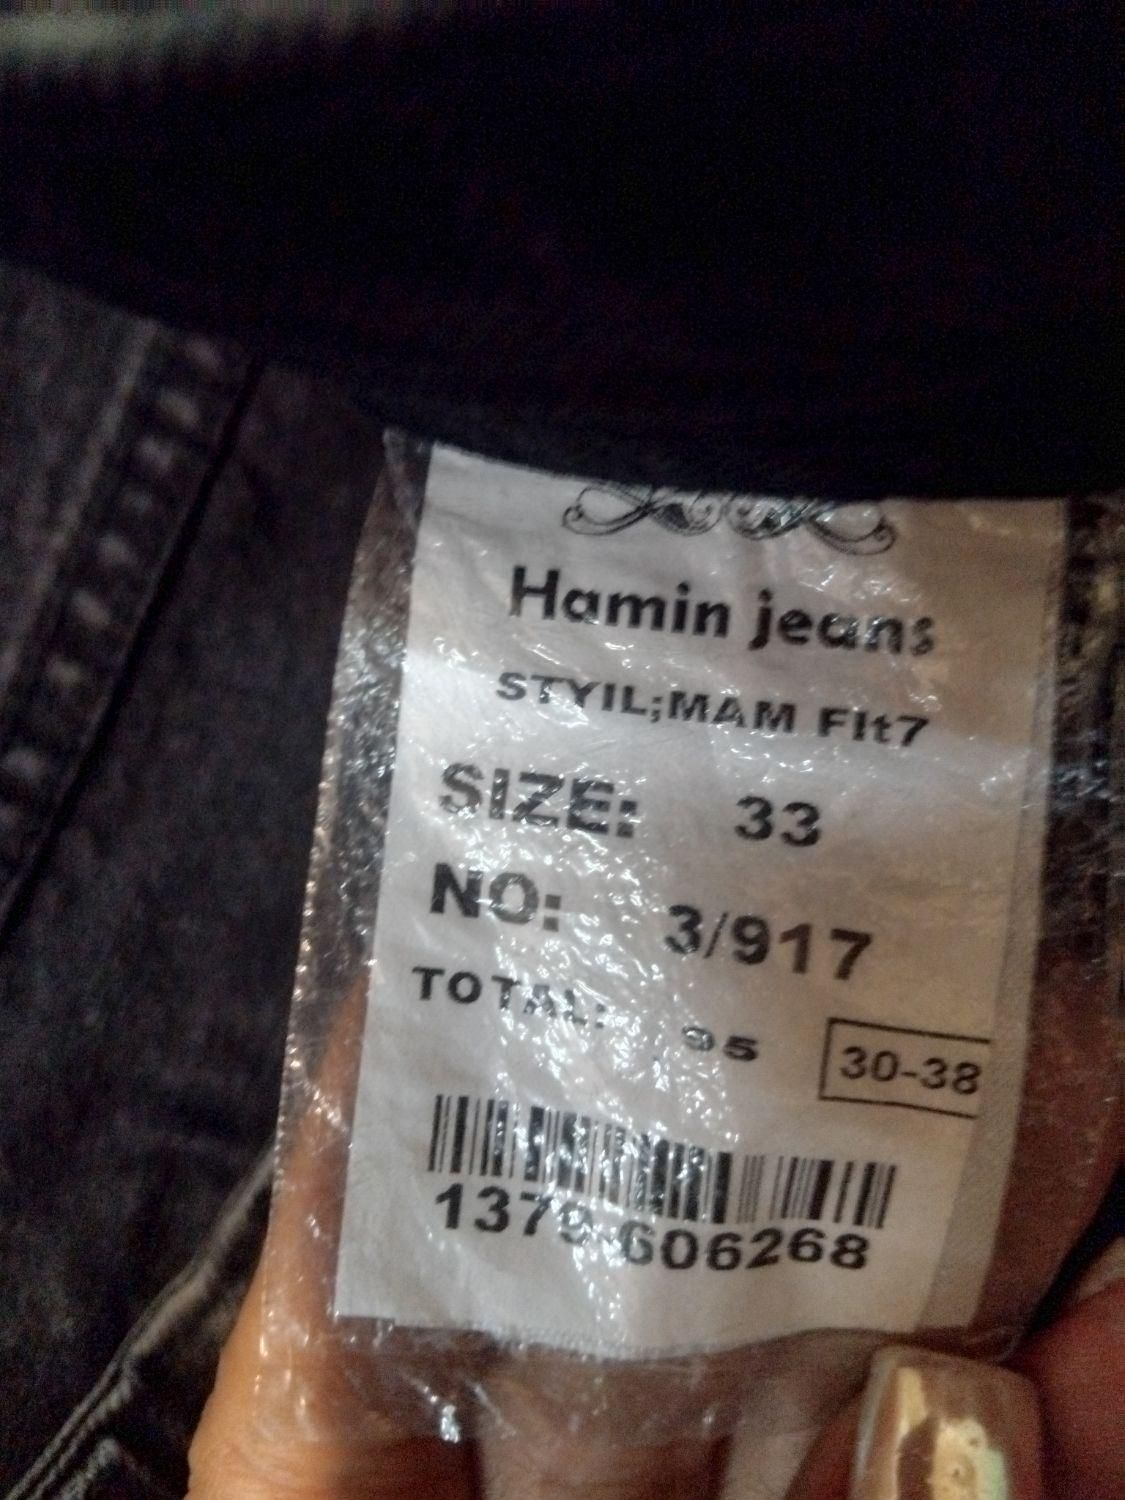 Hamin jeans
STYIL;MAM FIt7
SIZE: 33
NO: 3/917
TOTAL: 95
30-38
1379-606268